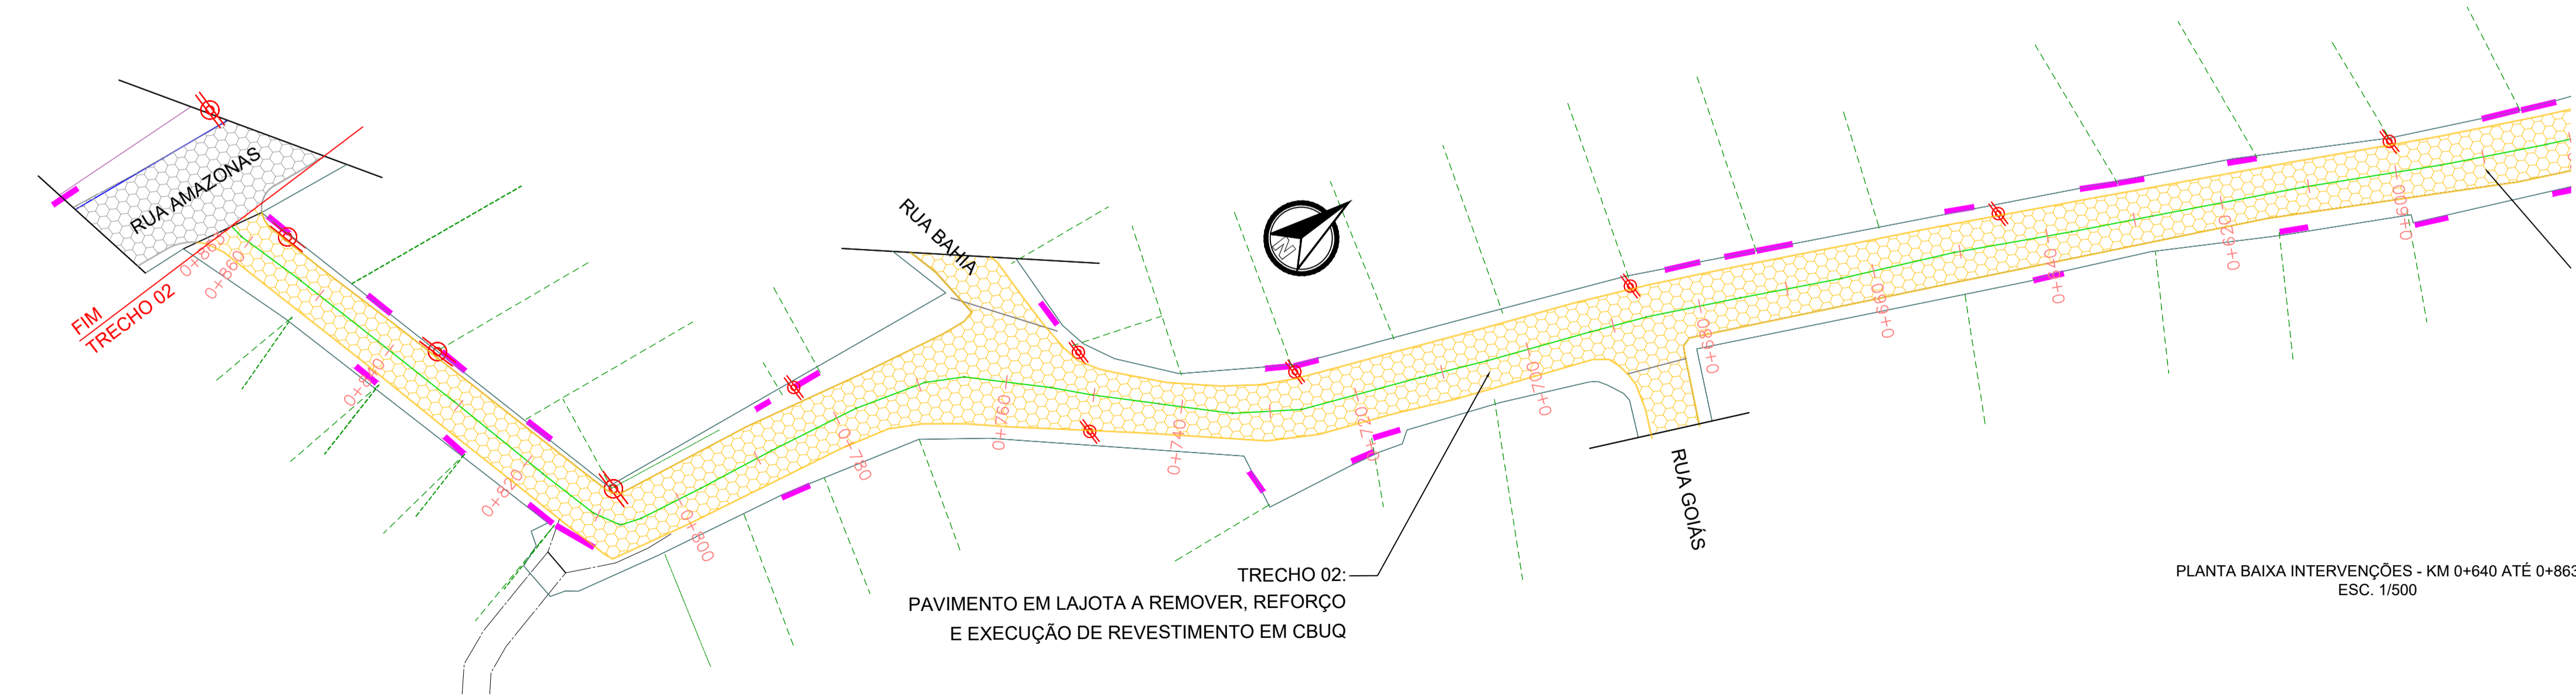 RUA AMAZONAS
FIM
TRECHO 02
0+863
0+860
0+840
0+820
0+800
0+780
0+760
0+740
0+720
0+700
0+680
0+660
0+640
0+620
0+600
RUA BAHIA
RUA GOIÁS
TRECHO 02:
PAVIMENTO EM LAJOTA A REMOVER, REFORÇO
E EXECUÇÃO DE REVESTIMENTO EM CBUQ
PLANTA BAIXA INTERVENÇÕES - KM 0+640 ATÉ 0+863
ESC. 1/500